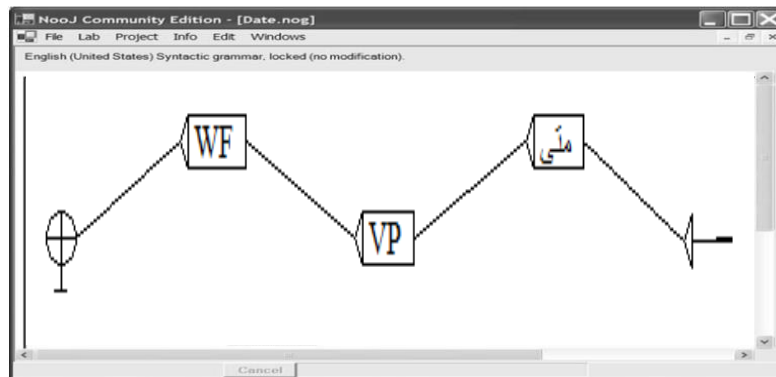 NooJ Community Edition - [Date.nog]
File Lab Project Info Edit Windows
English (United States) Syntactic grammar, locked (no modification).
WF
VP
Cancel